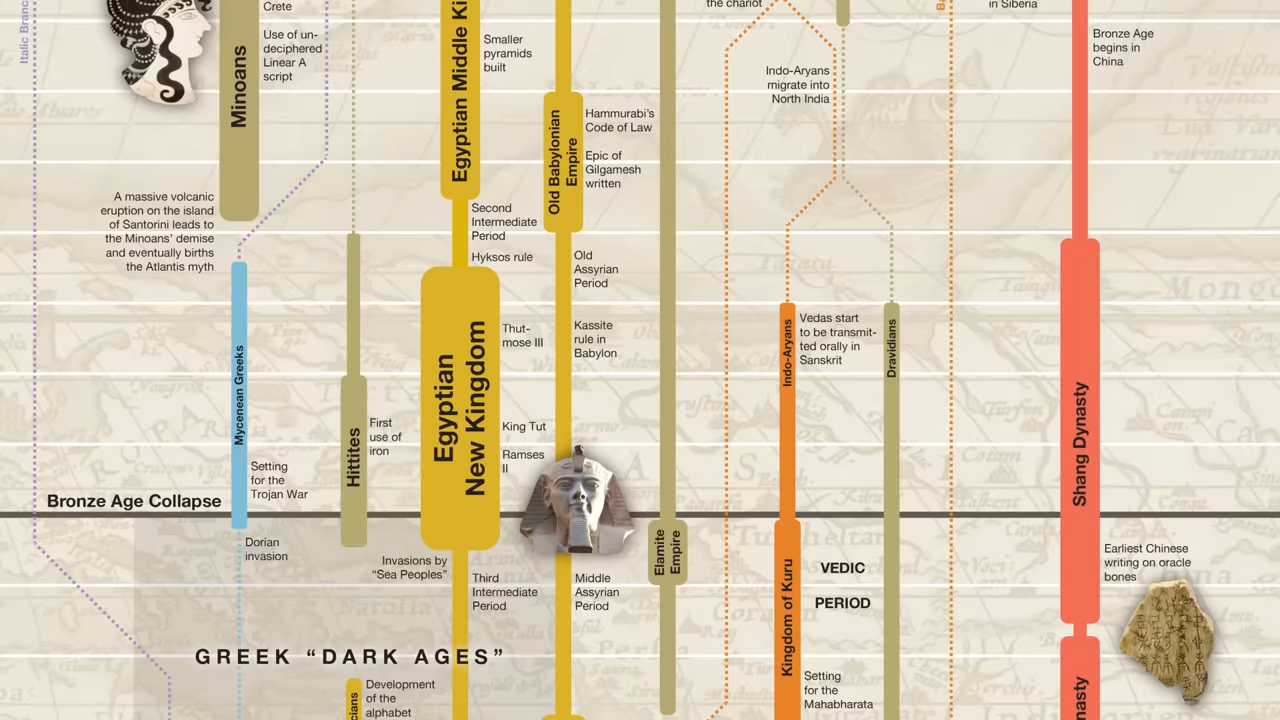 Italic Branc
Crete
Use of un-
deciphered
Linear A
script
Minoans
A massive volcanic
eruption on the island
of Santorini leads to
the Minoans’ demise
and eventually births
the Atlantis myth
Mycenean Greeks
Setting
for the
Trojan War
Bronze Age Collapse
Dorian
invasion
Hittites
First
use of
iron
Egyptian Middle Ki
Smaller
pyramids
built
Second
Intermediate
Period
Hyksos rule
Egyptian
New Kingdom
Thut-
mose III
King Tut
Ramses
II
Invasions by
“Sea Peoples”
Third
Intermediate
Period
GREEK “DARK AGES”
cians
Development
of the
alphabet
Old Babylonian
Empire
Hammurabi’s
Code of Law
Epic of
Gilgamesh
written
Old
Assyrian
Period
Kassite
rule in
Babylon
Middle
Assyrian
Period
Elamite
Empire
the chariot
Indo-Aryans
migrate into
North India
Indo-Aryans
Vedas start
to be transmit-
ted orally in
Sanskrit
Dravidians
Kingdom of Kuru
VEDIC
PERIOD
Setting
for the
Mahabharata
Ba
in Siberia
Bronze Age
begins in
China
Shang Dynasty
Earliest Chinese
writing on oracle
bones
nasty